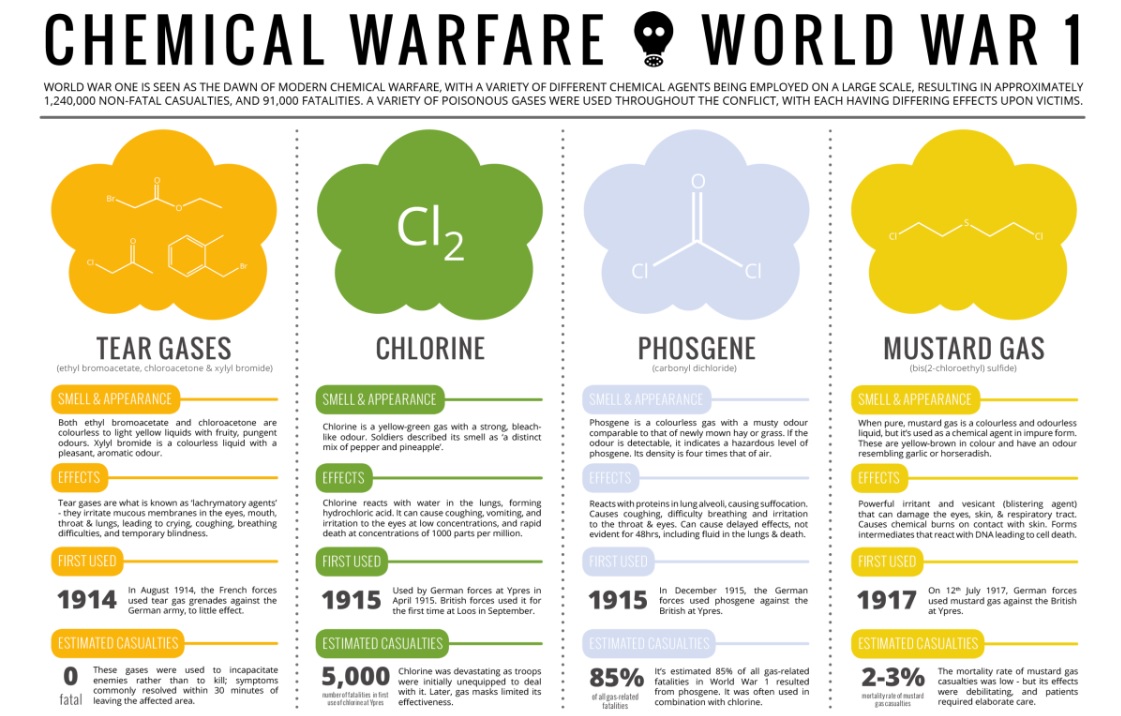 CHEMICAL WARFARE WORLD WAR 1
WORLD WAR ONE IS SEEN AS THE DAWN OF MODERN CHEMICAL WARFARE, WITH A VARIETY OF DIFFERENT CHEMICAL AGENTS BEING EMPLOYED ON A LARGE SCALE, RESULTING IN APPROXIMATELY
1,240,000 NON-FATAL CASUALTIES, AND 91,000 FATALITIES. A VARIETY OF POISONOUS GASES WERE USED THROUGHOUT THE CONFLICT, WITH EACH HAVING DIFFERING EFFECTS UPON VICTIMS.
O
Br
O
O
Cl
Br
TEAR GASES
(ethyl bromoacetate, chloroacetone & xylyl bromide)
SMELL & APPEARANCE
Both ethyl bromoacetate and chloroacetone are
colourless to light yellow liquids with fruity, pungent
odours. Xylyl bromide is a colourless liquid with a
pleasant, aromatic odour.
EFFECTS
Tear gases are what is known as 'lachrymatory agents'
- they irritate mucous membranes in the eyes, mouth,
throat & lungs, leading to crying, coughing, breathing
difficulties, and temporary blindness.
FIRST USED
1914
In August 1914, the French forces
used tear gas grenades against the
German army, to little effect.
ESTIMATED CASUALTIES
0
fatal
These gases were used to incapacitate
enemies rather than to kill; symptoms
commonly resolved within 30 minutes of
leaving the affected area.
Cl2
CHLORINE
SMELL & APPEARANCE
Chlorine is a yellow-green gas with a strong, bleach-
like odour. Soldiers described its smell as 'a distinct
mix of pepper and pineapple'.
EFFECTS
Chlorine reacts with water in the lungs, forming
hydrochloric acid. It can cause coughing, vomiting, and
irritation to the eyes at low concentrations, and rapid
death at concentrations of 1000 parts per million.
FIRST USED
1915
Used by German forces at Ypres in
April 1915. British forces used it for
the first time at Loos in September.
ESTIMATED CASUALTIES
5,000
number of fatalities in first
use of chlorine at Ypres
Chlorine was devastating as troops
were initially unequipped to deal
with it. Later, gas masks limited its
effectiveness.
O
Cl
Cl
PHOSGENE
(carbonyl dichloride)
SMELL & APPEARANCE
Phosgene is a colourless gas with a musty odour
comparable to that of newly mown hay or grass. If the
odour is detectable, it indicates a hazardous level of
phosgene. Its density is four times that of air.
EFFECTS
Reacts with proteins in lung alveoli, causing suffocation.
Causes coughing, difficulty breathing and irritation
to the throat & eyes. Can cause delayed effects, not
evident for 48hrs, including fluid in the lungs & death.
FIRST USED
1915
In December 1915, the German
forces used phosgene against the
British at Ypres.
ESTIMATED CASUALTIES
85%
of all gas-related
fatalities
It's estimated 85% of all gas-related
fatalities in World War 1 resulted
from phosgene. It was often used in
combination with chlorine.
Cl
S
Cl
MUSTARD GAS
(bis(2-chloroethyl) sulfide)
SMELL & APPEARANCE
When pure, mustard gas is a colourless and odourless
liquid, but it's used as a chemical agent in impure form.
These are yellow-brown in colour and have an odour
resembling garlic or horseradish.
EFFECTS
Powerful irritant and vesicant (blistering agent)
that can damage the eyes, skin, & respiratory tract.
Causes chemical burns on contact with skin. Forms
intermediates that react with DNA leading to cell death.
FIRST USED
1917
On 12th July 1917, German forces
used mustard gas against the British
at Ypres.
ESTIMATED CASUALTIES
2-3%
mortality rate of mustard
gas casualties
The mortality rate of mustard gas
casualties was low - but its effects
were debilitating, and patients
required elaborate care.